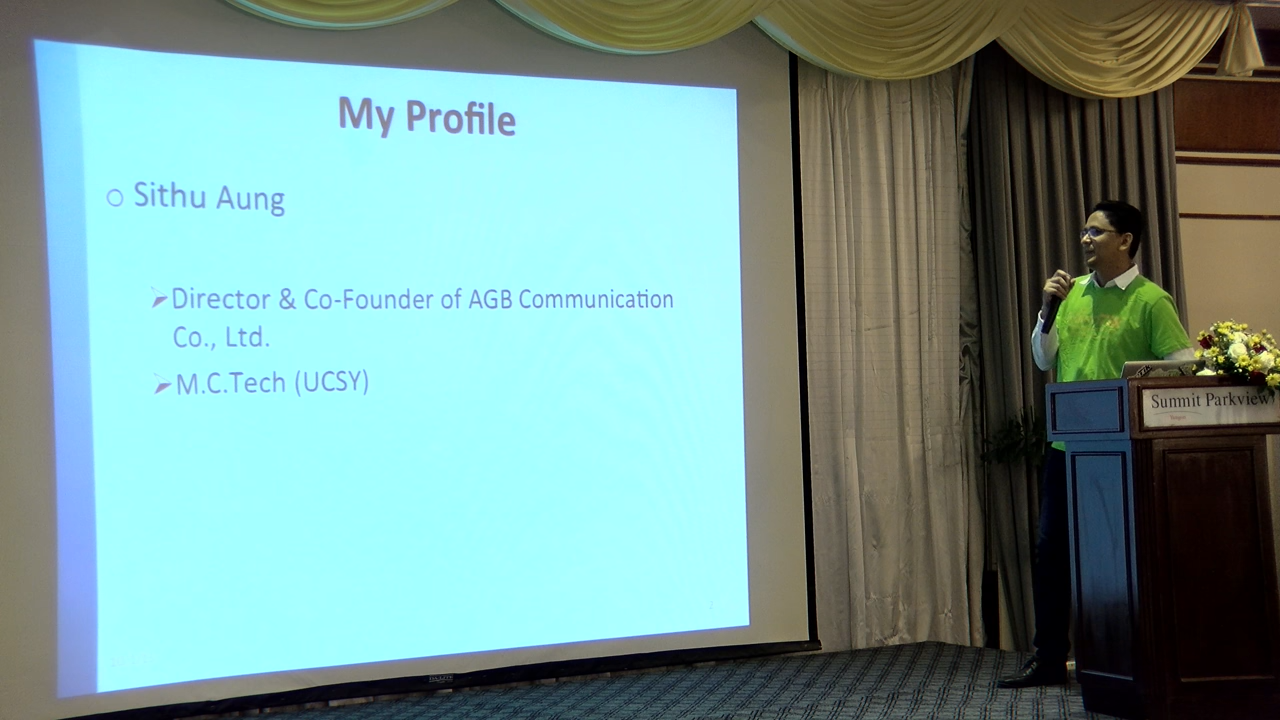 My Profile
Sithu Aung
Director & Co-Founder of AGB Communication
Co., Ltd.
M.C.Tech (UCSY)
Summit Parkview